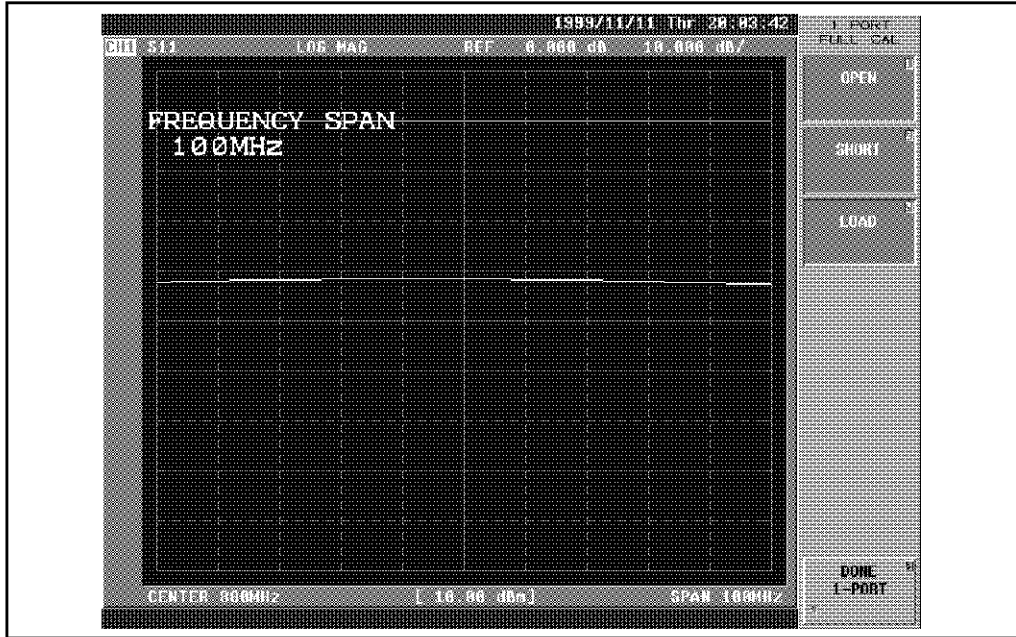 1999/11/11 Thr 20:03:42
CH1 S11 LOG MAG REF 0.000 dB 10.000 dB/
FREQUENCY SPAN
100MHz
CENTER 800MHz [ 10.00 dBm] SPAN 100MHz
1 PORT
FULL CAL
OPEN
SHORT
LOAD
DONE
1-PORT